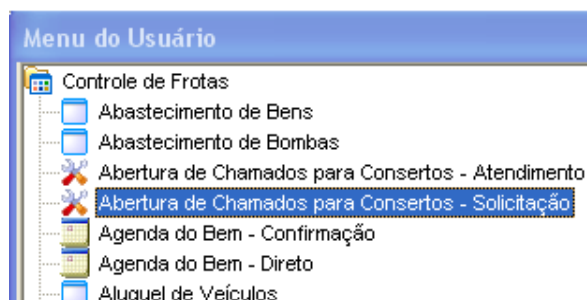 Menu do Usuário
Controle de Frotas
Abastecimento de Bens
Abastecimento de Bombas
Abertura de Chamados para Consertos - Atendimento
Abertura de Chamados para Consertos - Solicitação
Agenda do Bem - Confirmação
Agenda do Bem - Direto
Aluguel de Veículos